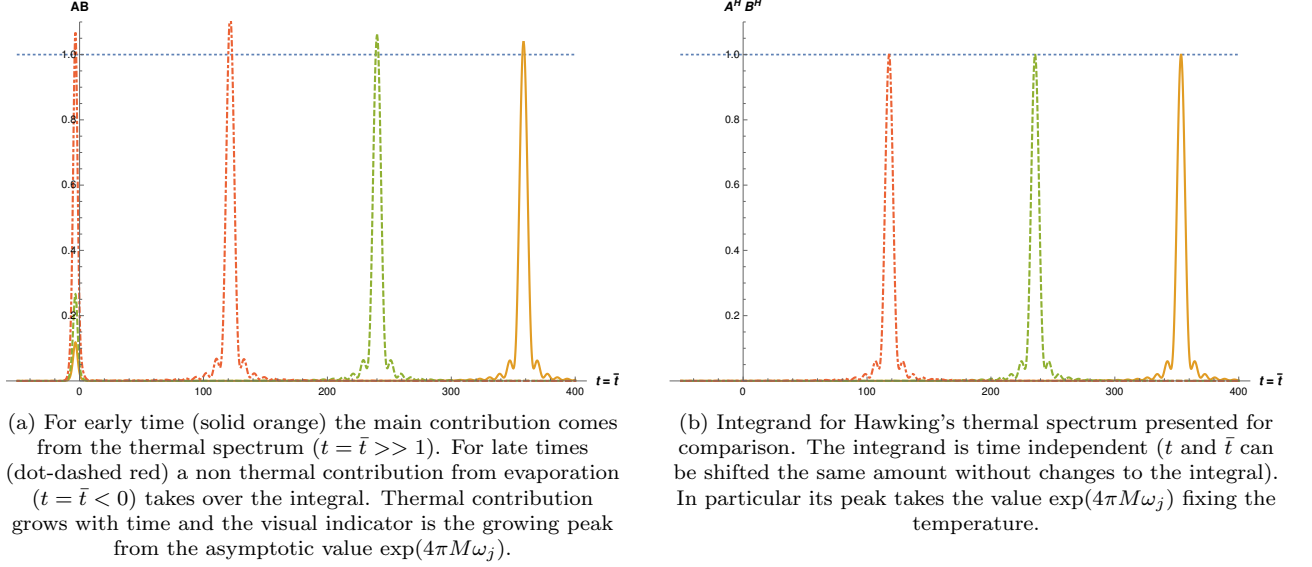 AB
1.0
0.8
0.6
0.4
0.2
0
100
200
300
400
t = t̄
(a) For early time (solid orange) the main contribution comes
from the thermal spectrum (t = t̄ >> 1). For late times
(dot-dashed red) a non thermal contribution from evaporation
(t = t̄ < 0) takes over the integral. Thermal contribution
grows with time and the visual indicator is the growing peak
from the asymptotic value exp(4πMωⱼ).
Aᴴ Bᴴ
1.0
0.8
0.6
0.4
0.2
0
100
200
300
400
t = t̄
(b) Integrand for Hawking's thermal spectrum presented for
comparison. The integrand is time independent (t and t̄ can
be shifted the same amount without changes to the integral).
In particular its peak takes the value exp(4πMωⱼ) fixing the
temperature.